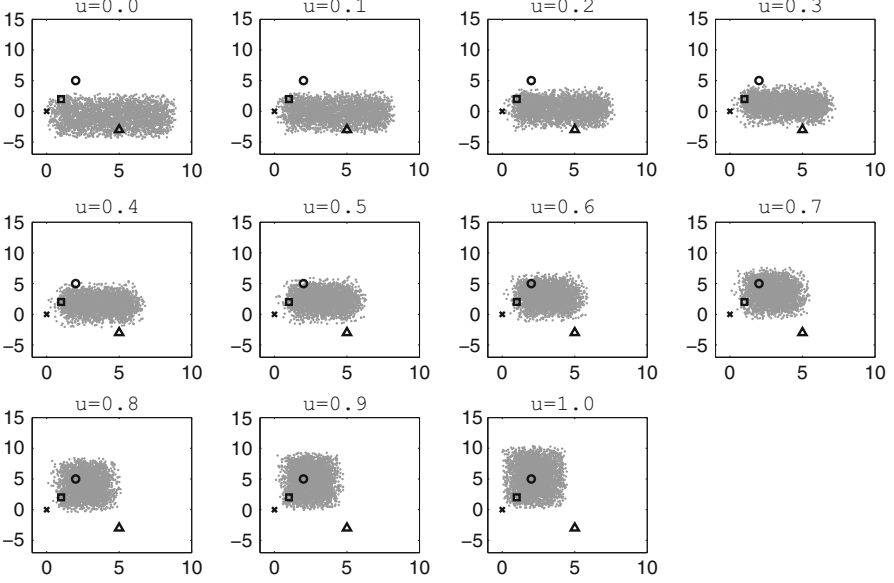 u=0.0 u=0.1 u=0.2 u=0.3
15 15 15 15
10 10 10 10
5 5 5 5
0 0 0 0
−5 −5 −5 −5
0 5 10 0 5 10 0 5 10 0 5 10
u=0.4 u=0.5 u=0.6 u=0.7
15 15 15 15
10 10 10 10
5 5 5 5
0 0 0 0
−5 −5 −5 −5
0 5 10 0 5 10 0 5 10 0 5 10
u=0.8 u=0.9 u=1.0
15 15 15
10 10 10
5 5 5
0 0 0
−5 −5 −5
0 5 10 0 5 10 0 5 10